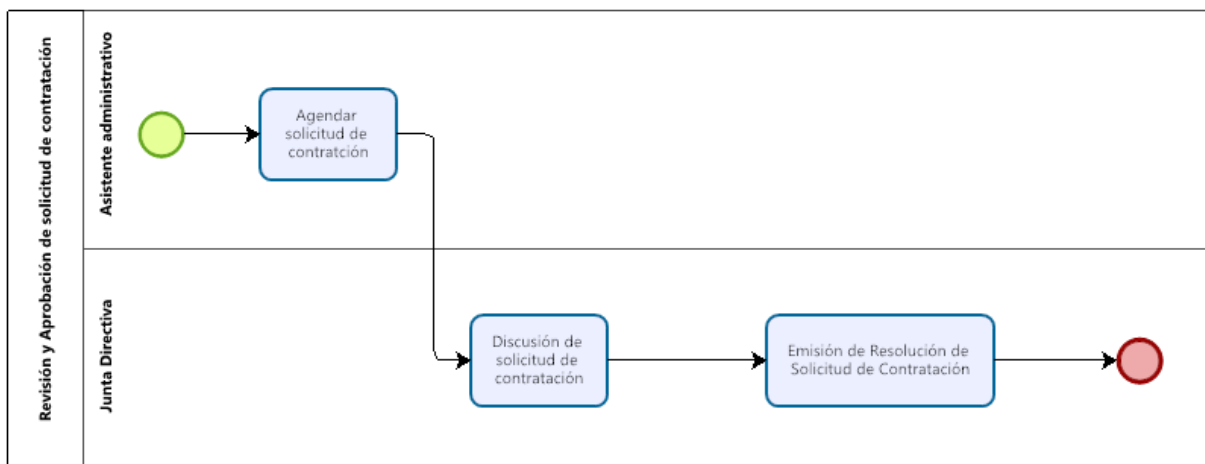 Revisión y Aprobación de solicitud de contratación
Asistente administrativo
Agendar
solicitud de
contratción
Junta Directiva
Discusión de
solicitud de
contratación
Emisión de Resolución de
Solicitud de Contratación